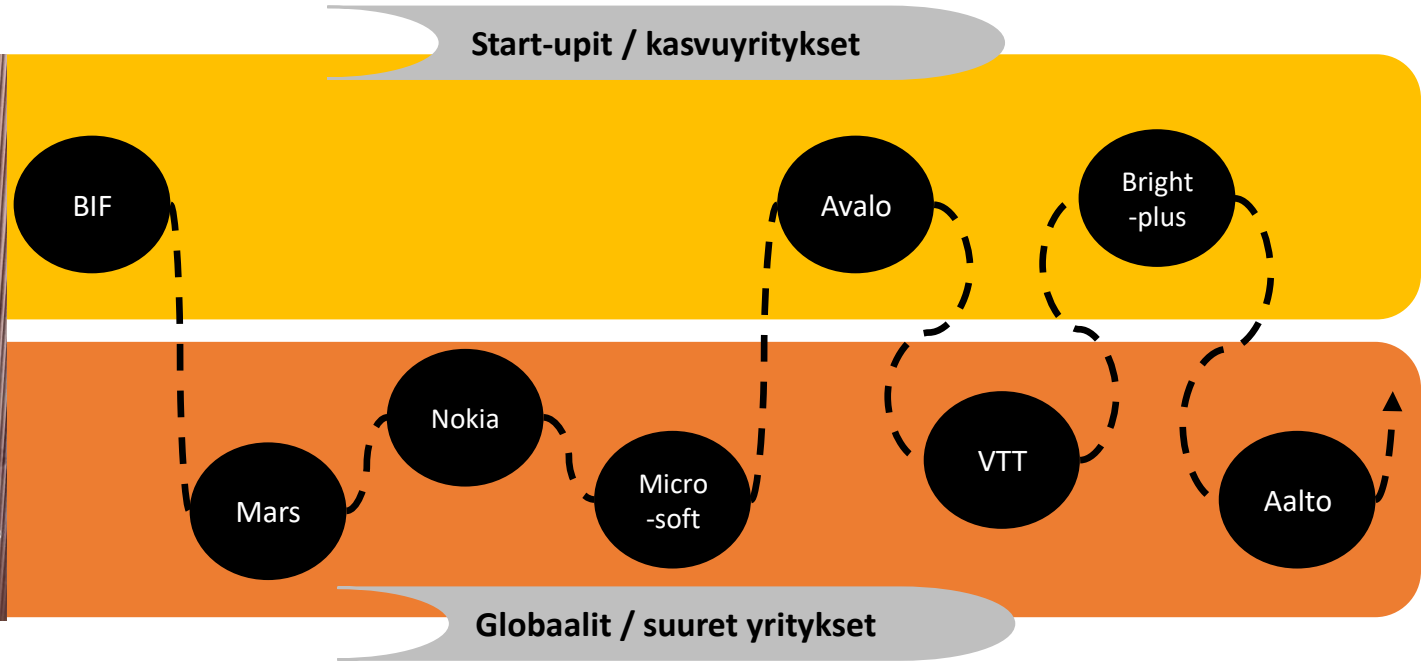 Start-upit / kasvuyritykset
BIF
Avalo
Bright
-plus
Mars
Nokia
Micro
-soft
VTT
Aalto
Globaalit / suuret yritykset